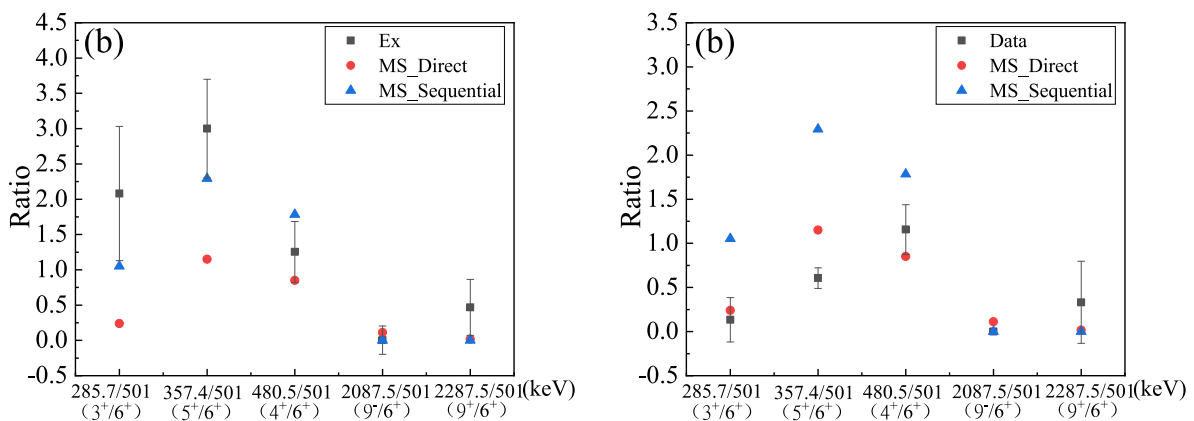 (b)
Ex
MS_Direct
MS_Sequential
Ratio
4.5
4.0
3.5
3.0
2.5
2.0
1.5
1.0
0.5
0.0
-0.5
285.7/501 357.4/501 480.5/501 2087.5/501 2287.5/501 (keV)
(3⁺/6⁺) (5⁺/6⁺) (4⁺/6⁺) (9⁻/6⁺) (9⁺/6⁺)
(b)
Data
MS_Direct
MS_Sequential
Ratio
3.5
3.0
2.5
2.0
1.5
1.0
0.5
0.0
-0.5
285.7/501 357.4/501 480.5/501 2087.5/501 2287.5/501 (keV)
(3⁺/6⁺) (5⁺/6⁺) (4⁺/6⁺) (9⁻/6⁺) (9⁺/6⁺)